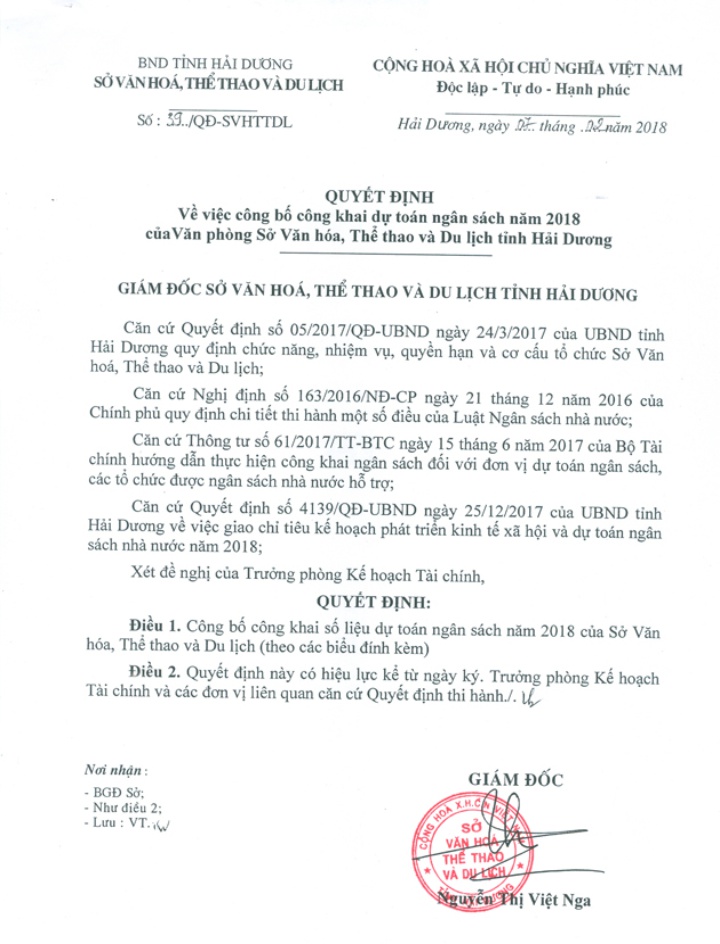 BND TỈNH HẢI DƯƠNG
SỞ VĂN HOÁ, THỂ THAO VÀ DU LỊCH
Số : 39../QĐ-SVHTTDL
CỘNG HOÀ XÃ HỘI CHỦ NGHĨA VIỆT NAM
Độc lập - Tự do - Hạnh phúc
Hải Dương, ngày 07. tháng .02 năm 2018
QUYẾT ĐỊNH
Về việc công bố công khai dự toán ngân sách năm 2018
củaVăn phòng Sở Văn hóa, Thể thao và Du lịch tỉnh Hải Dương
GIÁM ĐỐC SỞ VĂN HOÁ, THỂ THAO VÀ DU LỊCH TỈNH HẢI DƯƠNG
Căn cứ Quyết định số 05/2017/QĐ-UBND ngày 24/3/2017 của UBND tỉnh
Hải Dương quy định chức năng, nhiệm vụ, quyền hạn và cơ cấu tổ chức Sở Văn
hoá, Thể thao và Du lịch;
Căn cứ Nghị định số 163/2016/NĐ-CP ngày 21 tháng 12 năm 2016 của
Chính phủ quy định chi tiết thi hành một số điều của Luật Ngân sách nhà nước;
Căn cứ Thông tư số 61/2017/TT-BTC ngày 15 tháng 6 năm 2017 của Bộ Tài
chính hướng dẫn thực hiện công khai ngân sách đối với đơn vị dự toán ngân sách,
các tổ chức được ngân sách nhà nước hỗ trợ;
Căn cứ Quyết định số 4139/QĐ-UBND ngày 25/12/2017 của UBND tỉnh
Hải Dương về việc giao chỉ tiêu kế hoạch phát triển kinh tế xã hội và dự toán ngân
sách nhà nước năm 2018;
Xét đề nghị của Trưởng phòng Kế hoạch Tài chính,
QUYẾT ĐỊNH:
Điều 1. Công bố công khai số liệu dự toán ngân sách năm 2018 của Sở Văn
hóa, Thể thao và Du lịch (theo các biểu đính kèm)
Điều 2. Quyết định này có hiệu lực kể từ ngày ký. Trưởng phòng Kế hoạch
Tài chính và các đơn vị liên quan căn cứ Quyết định thi hành./.
Nơi nhận :
- BGĐ Sở;
- Như điều 2;
- Lưu : VT.
GIÁM ĐỐC
CỘNG HOÀ X.H.C.N VIỆT NAM
SỞ
VĂN HOÁ
THỂ THAO
VÀ DU LỊCH
Nguyễn Thị Việt Nga